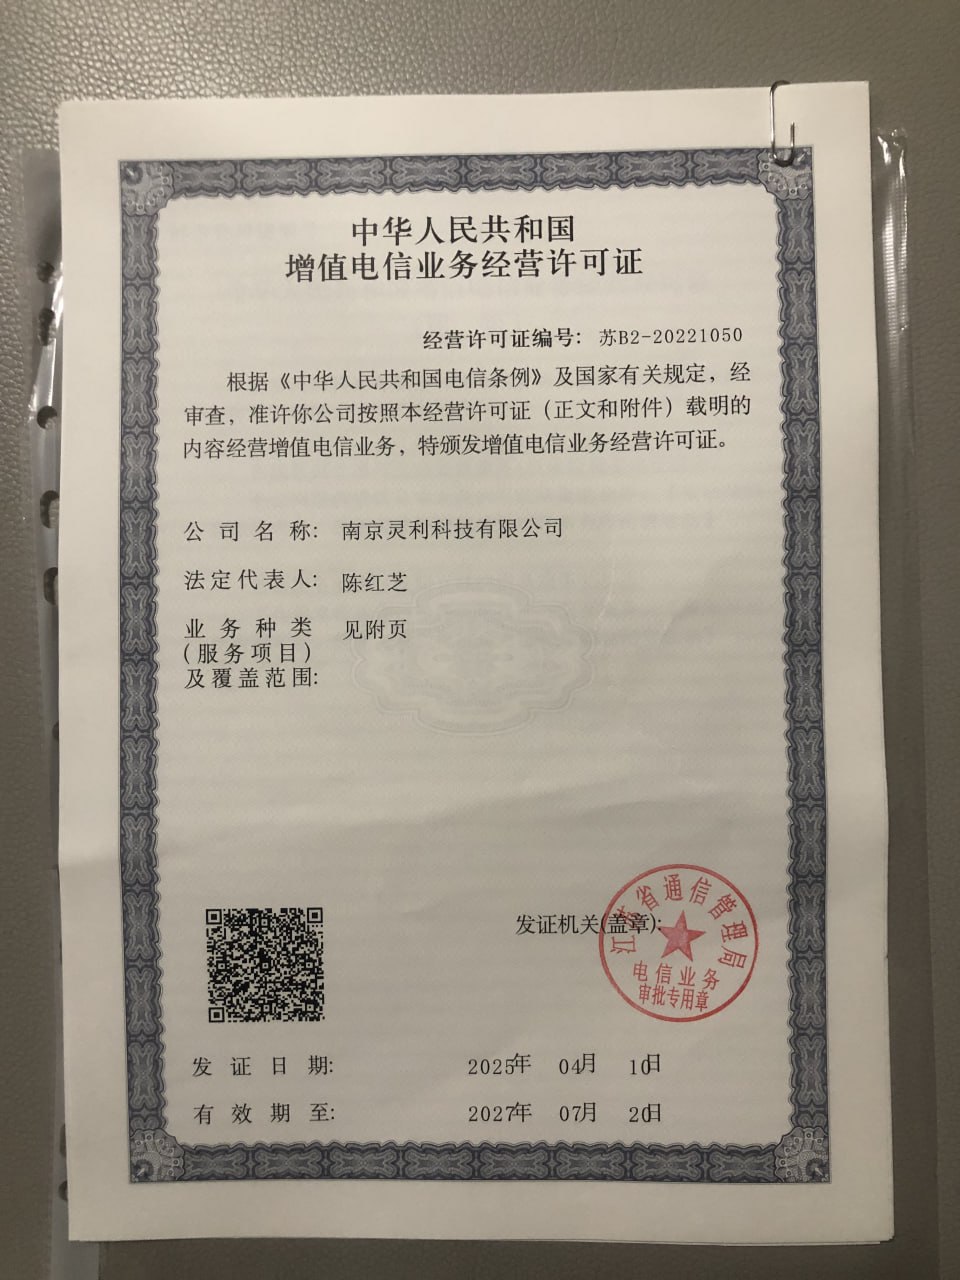 中华人民共和国
增值电信业务经营许可证
经营许可证编号：苏B2-20221050
根据《中华人民共和国电信条例》及国家有关规定，经
审查，准许你公司按照本经营许可证（正文和附件）载明的
内容经营增值电信业务，特颁发增值电信业务经营许可证。
公司名称：南京灵利科技有限公司
法定代表人：陈红芝
业务种类 见附页
(服务项目)
及覆盖范围:
发证机关(盖章):
江苏省通信管理局
电信业务
审批专用章
发证日期: 2025年 04月 10日
有效期至: 2027年 07月 20日